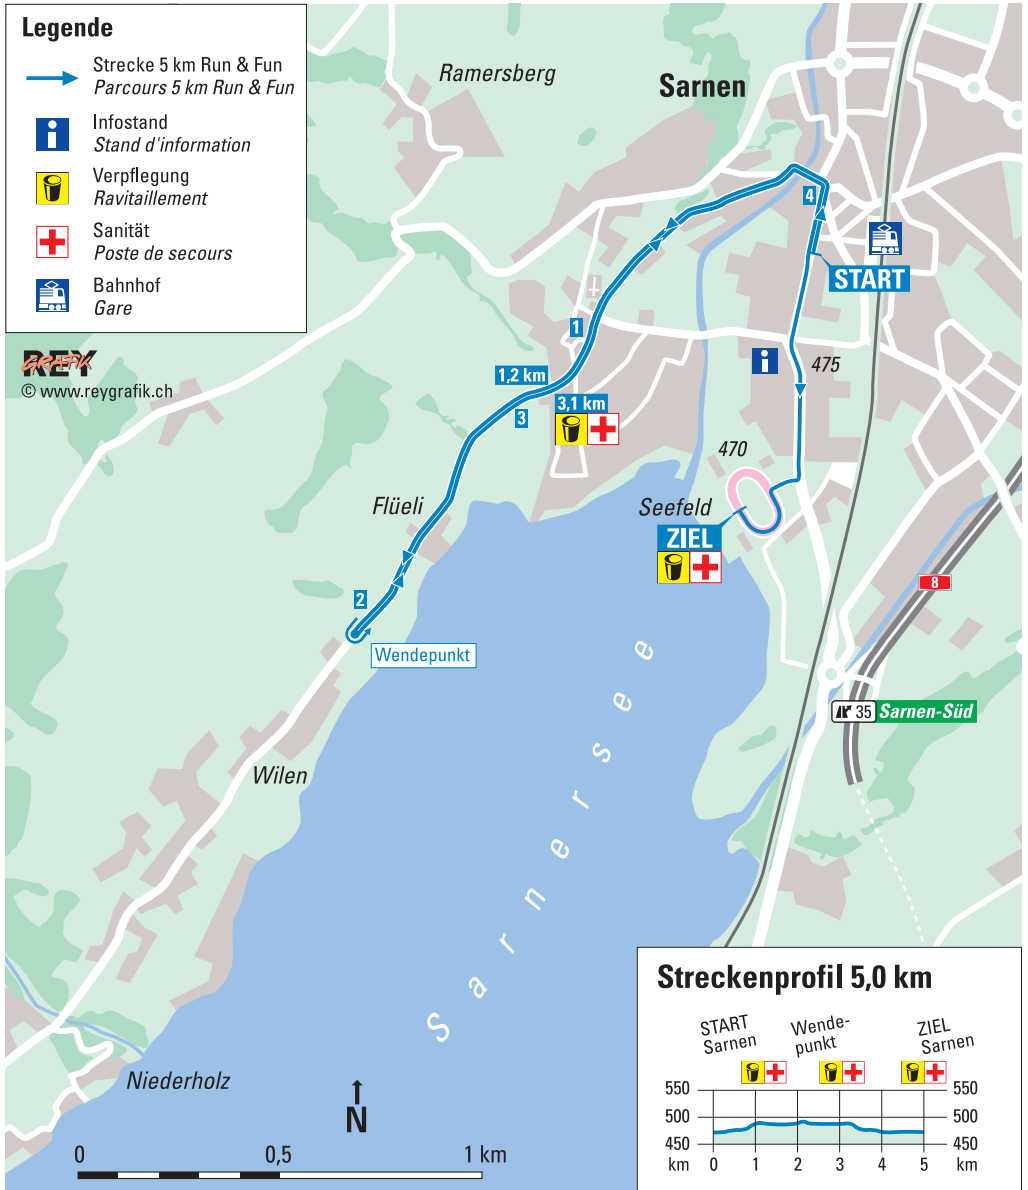 Legende
Strecke 5 km Run & Fun
Parcours 5 km Run & Fun
Infostand
Stand d'information
Verpflegung
Ravitaillement
Sanität
Poste de secours
Bahnhof
Gare
REY
GRAFIK
© www.reygrafik.ch
Ramersberg
Sarnen
4
START
1
475
1,2 km
3
3,1 km
470
Flüeli
Seefeld
ZIEL
8
2
Wendepunkt
35 Sarnen-Süd
Wilen
Sarnersee
Niederholz
N
0 0,5 1 km
Streckenprofil 5,0 km
START Wende- ZIEL
Sarnen punkt Sarnen
550 550
500 500
450 450
km 0 1 2 3 4 5 km